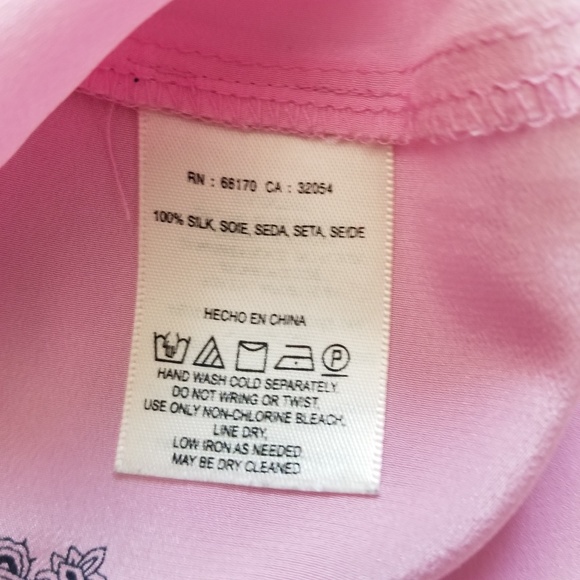 RN : 66170 CA : 32054
100% SILK, SOIE, SEDA, SETA, SEIDE
HECHO EN CHINA
P
HAND WASH COLD SEPARATELY.
DO NOT WRING OR TWIST,
USE ONLY NON-CHLORINE BLEACH,
LINE DRY,
LOW IRON AS NEEDED.
MAY BE DRY CLEANED